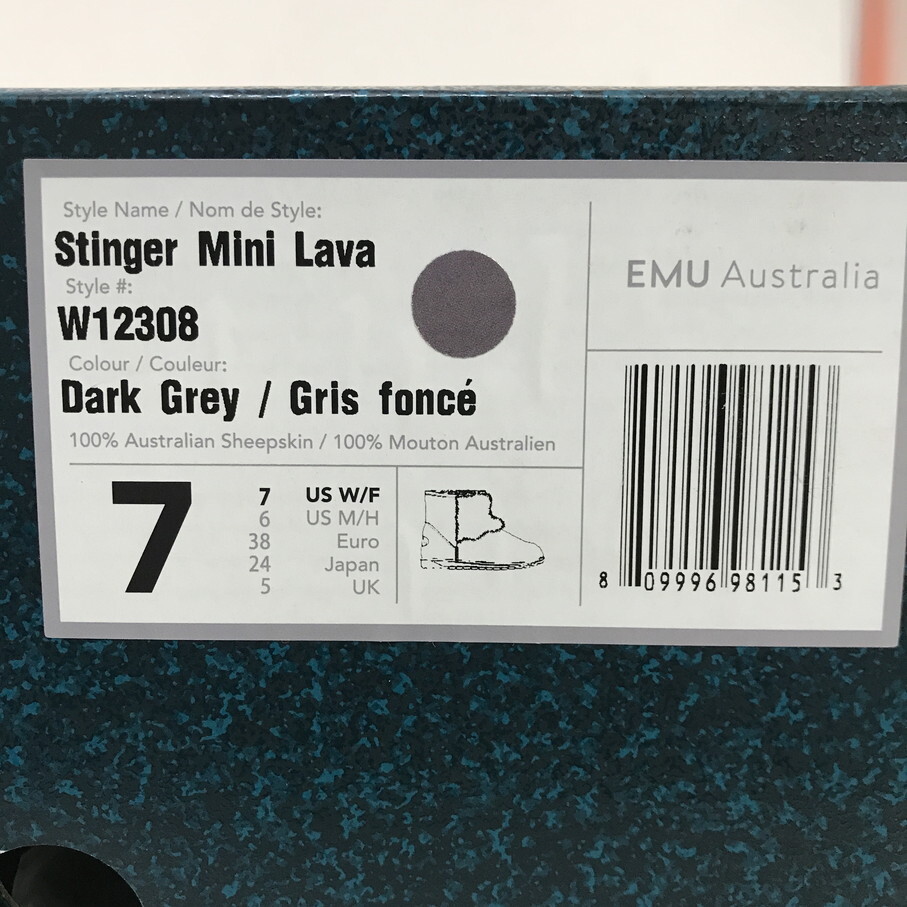 Style Name / Nom de Style:
Stinger Mini Lava
Style #:
W12308
Colour / Couleur:
Dark Grey / Gris foncé
100% Australian Sheepskin / 100% Mouton Australien
7
7 US W/F
6 US M/H
38 Euro
24 Japan
5 UK
EMU Australia
8 09996 98115 3